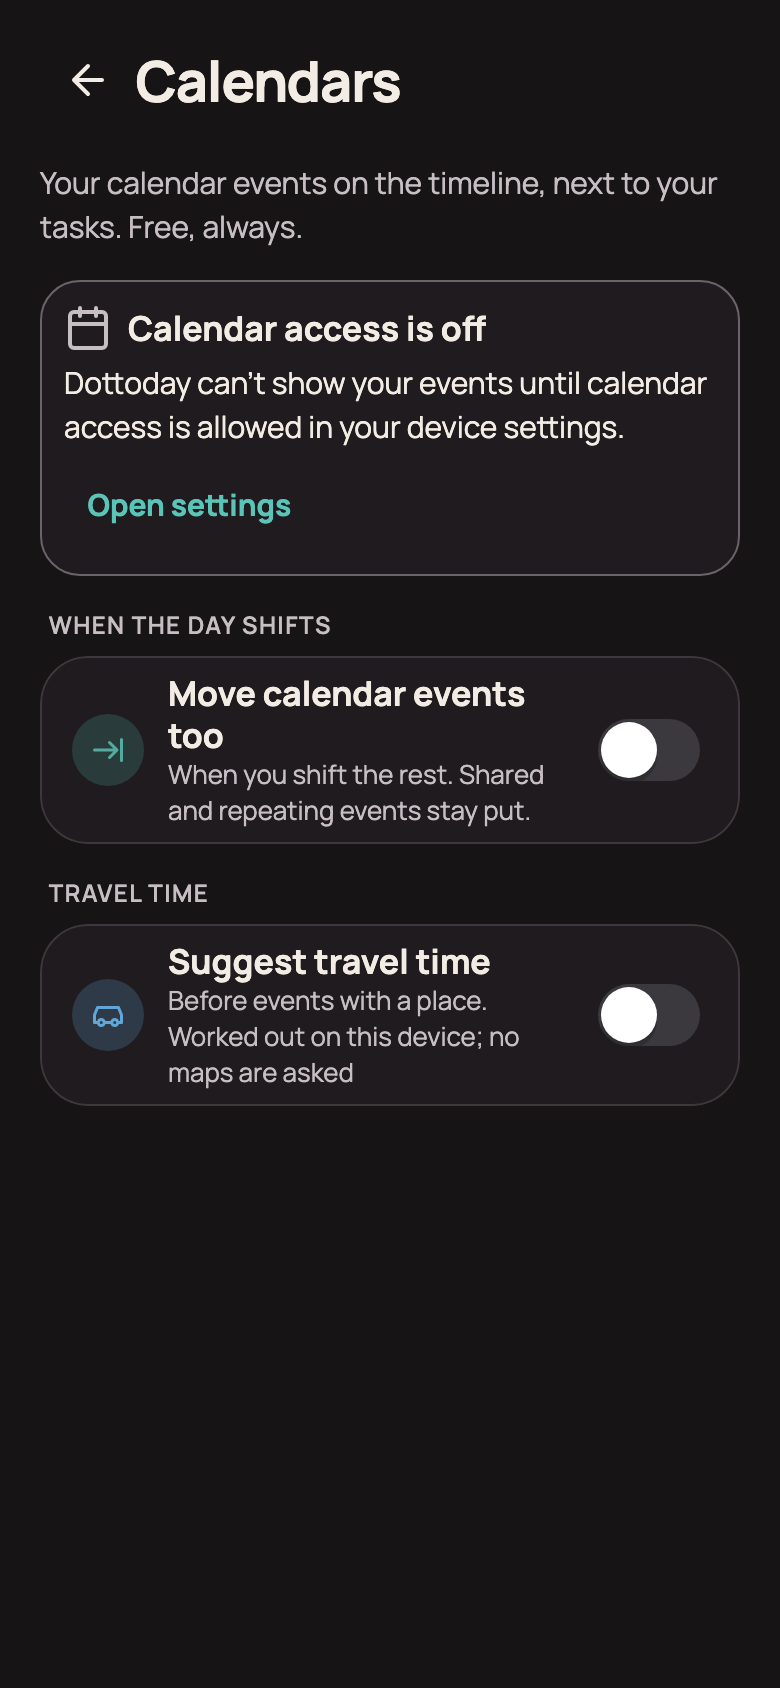 Calendars
Your calendar events on the timeline, next to your
tasks. Free, always.
Calendar access is off
Dottoday can’t show your events until calendar
access is allowed in your device settings.
Open settings
WHEN THE DAY SHIFTS
Move calendar events
too
When you shift the rest. Shared
and repeating events stay put.
TRAVEL TIME
Suggest travel time
Before events with a place.
Worked out on this device; no
maps are asked